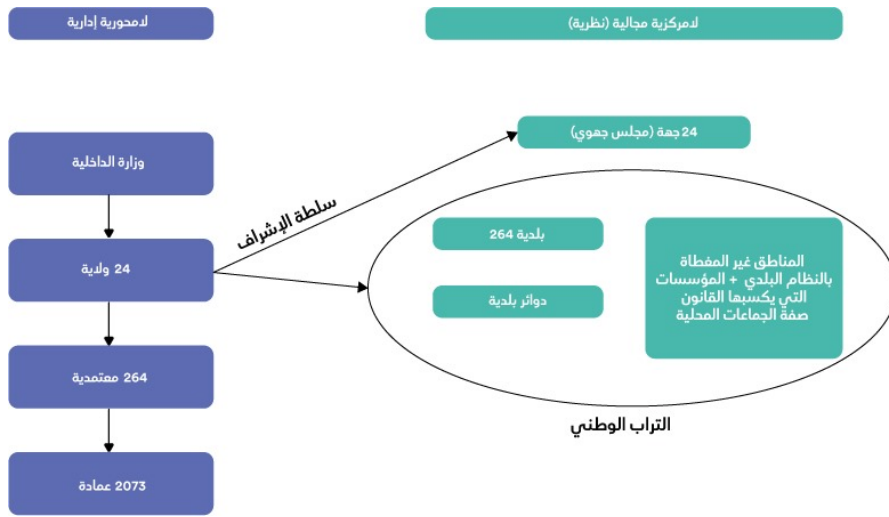 لامركزية مجالية (نظرية)
لامحورية إدارية
24 جهة (مجلس جهوي)
وزارة الداخلية
سلطة الإشراف
264 بلدية
المناطق غير المغطاة
بالنظام البلدي + المؤسسات
التي يكسبها القانون
صفة الجماعات المحلية
24 ولاية
دوائر بلدية
264 معتمدية
التراب الوطني
2073 عمادة